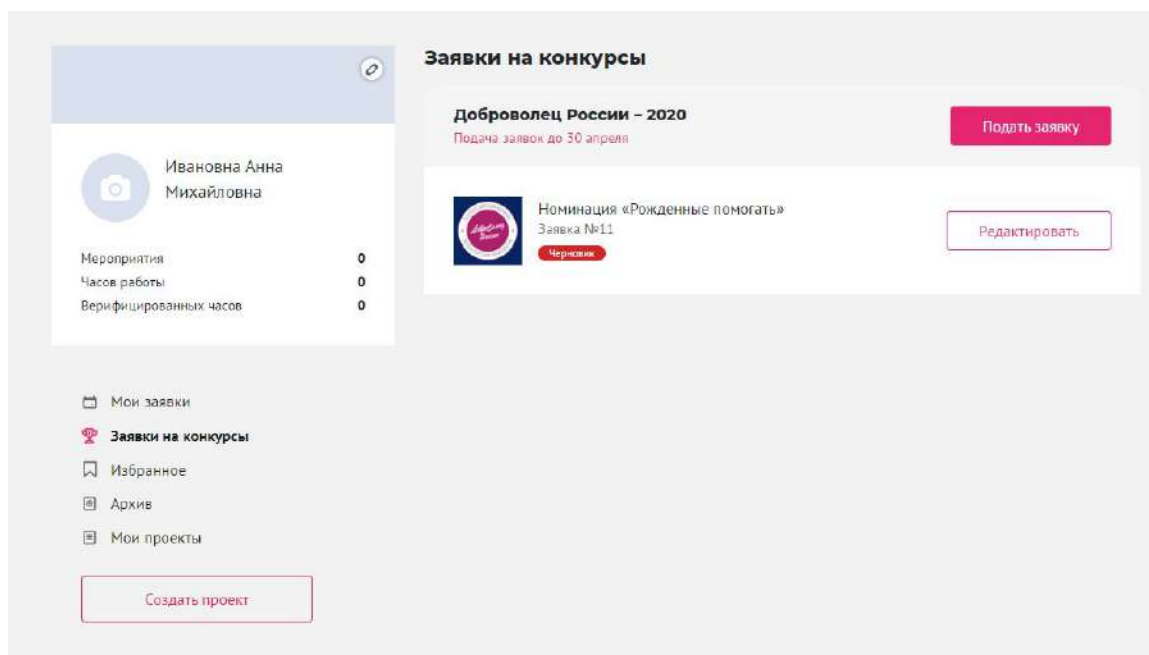 Ивановна Анна
Михайловна
Мероприятия 0
Часов работы 0
Верифицированных часов 0
Мои заявки
Заявки на конкурсы
Избранное
Архив
Мои проекты
Создать проект
Заявки на конкурсы
Доброволец России – 2020
Подача заявок до 30 апреля
Подать заявку
Номинация «Рожденные помогать»
Заявка №11
Черновик
Редактировать